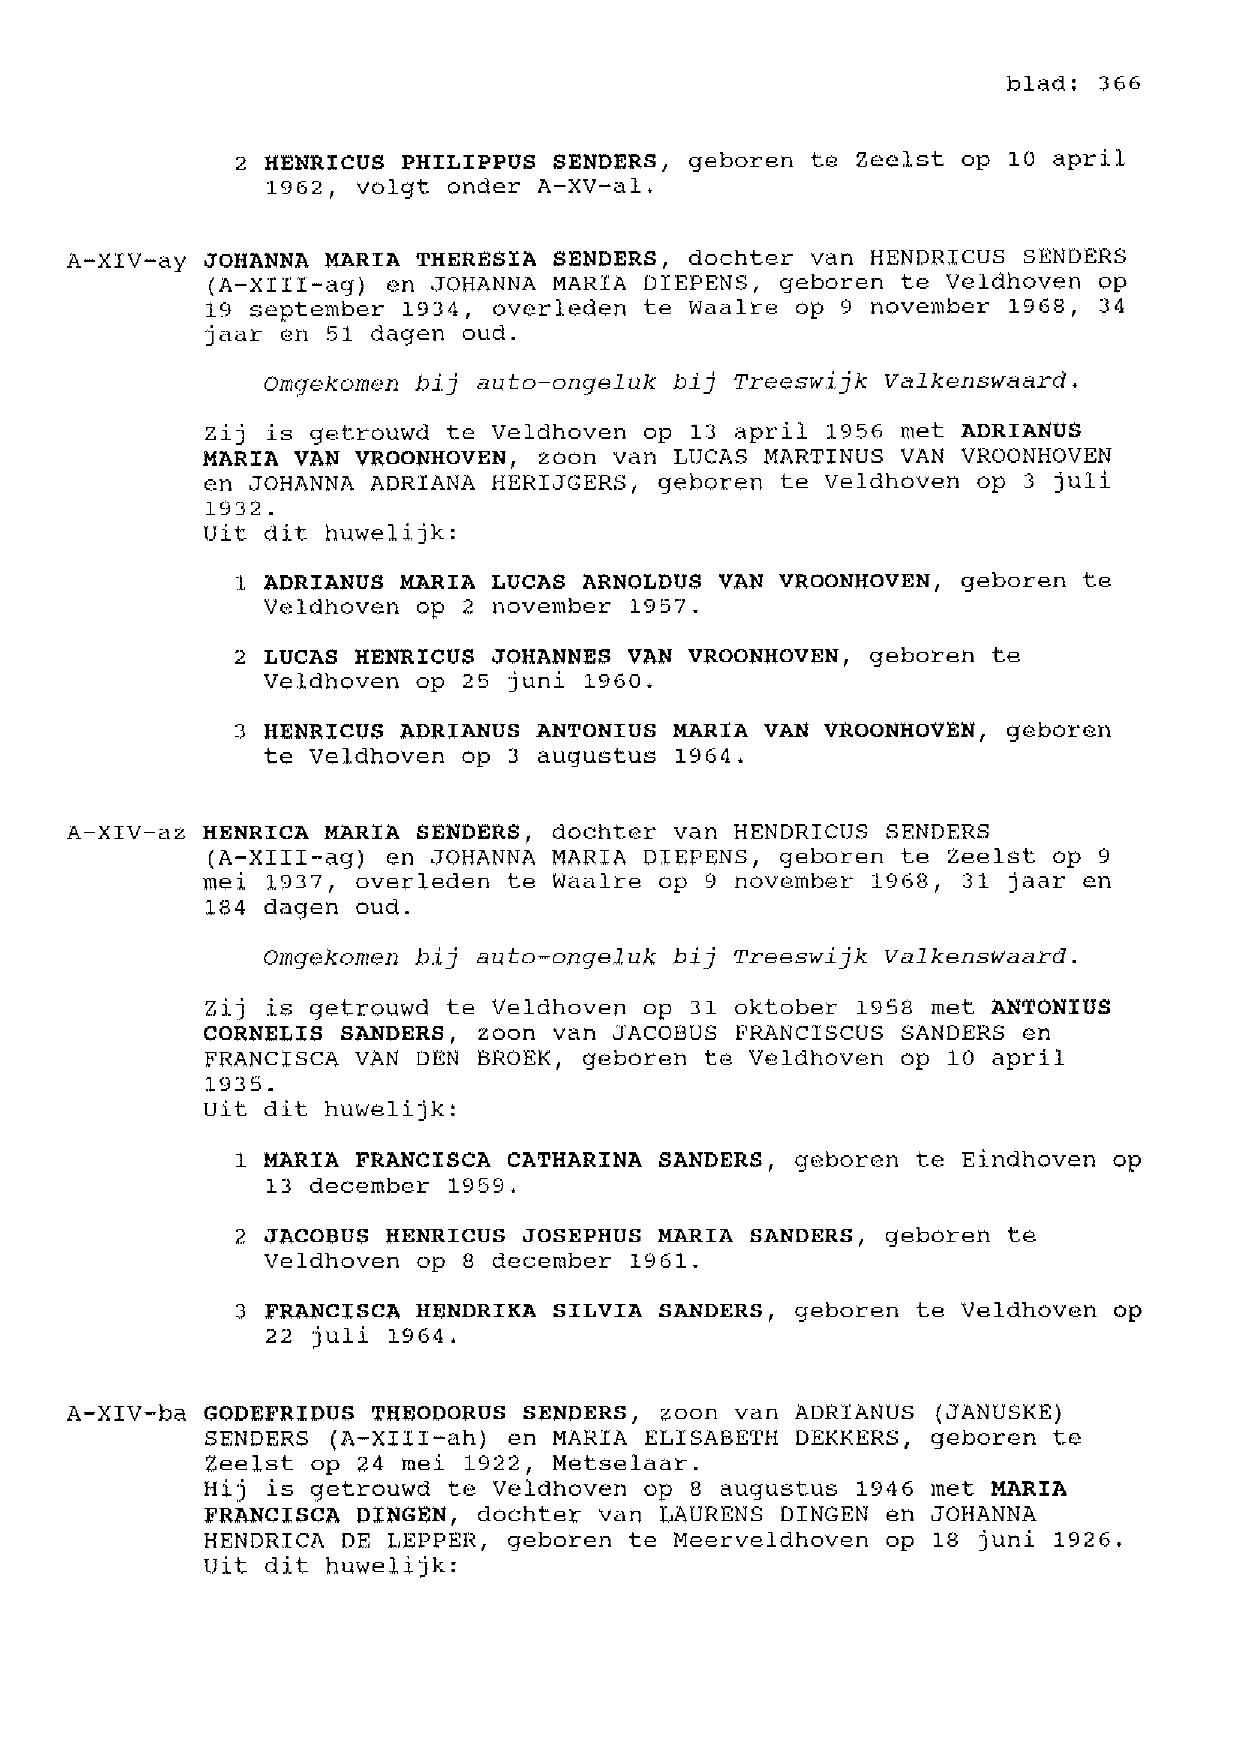 blad: 366
2 HENRICUS PHILIPPUS SENDERS, geboren te Zeelst op 10 april
1962, volgt onder A-XV-al.
A-XIV-ay JOHANNA MARIA THERESIA SENDERS, dochter van HENDRICUS SENDERS
(A-XIII-ag) en JOHANNA MARIA DIEPENS, geboren te Veldhoven op
19 september 1934, overleden te Waalre op 9 november 1968, 34
jaar en 51 dagen oud.
Omgekomen bij auto-ongeluk bij Treeswijk Valkenswaard.
Zij is getrouwd te Veldhoven op 13 april 1956 met ADRIANUS
MARIA VAN VROONHOVEN, zoon van LUCAS MARTINUS VAN VROONHOVEN
en JOHANNA ADRIANA HERIJGERS, geboren te Veldhoven op 3 juli
1932.
Uit dit huwelijk:
1 ADRIANUS MARIA LUCAS ARNOLDUS VAN VROONHOVEN, geboren te
Veldhoven op 2 november 1957.
2 LUCAS HENRICUS JOHANNES VAN VROONHOVEN, geboren te
Veldhoven op 25 juni 1960.
3 HENRICUS ADRIANUS ANTONIUS MARIA VAN VROONHOVEN, geboren
te Veldhoven op 3 augustus 1964.
A-XIV-az HENRICA MARIA SENDERS, dochter van HENDRICUS SENDERS
(A-XIII-ag) en JOHANNA MARIA DIEPENS, geboren te Zeelst op 9
mei 1937, overleden te Waalre op 9 november 1968, 31 jaar en
184 dagen oud.
Omgekomen bij auto-ongeluk bij Treeswijk Valkenswaard.
Zij is getrouwd te Veldhoven op 31 oktober 1958 met ANTONIUS
CORNELIS SANDERS, zoon van JACOBUS FRANCISCUS SANDERS en
FRANCISCA VAN DEN BROEK, geboren te Veldhoven op 10 april
1935.
Uit dit huwelijk:
1 MARIA FRANCISCA CATHARINA SANDERS, geboren te Eindhoven op
13 december 1959.
2 JACOBUS HENRICUS JOSEPHUS MARIA SANDERS, geboren te
Veldhoven op 8 december 1961.
3 FRANCISCA HENDRIKA SILVIA SANDERS, geboren te Veldhoven op
22 juli 1964.
A-XIV-ba GODEFRIDUS THEODORUS SENDERS, zoon van ADRIANUS (JANUSKE)
SENDERS (A-XIII-ah) en MARIA ELISABETH DEKKERS, geboren te
Zeelst op 24 mei 1922, Metselaar.
Hij is getrouwd te Veldhoven op 8 augustus 1946 met MARIA
FRANCISCA DINGEN, dochter van LAURENS DINGEN en JOHANNA
HENDRICA DE LEPPER, geboren te Meerveldhoven op 18 juni 1926.
Uit dit huwelijk: